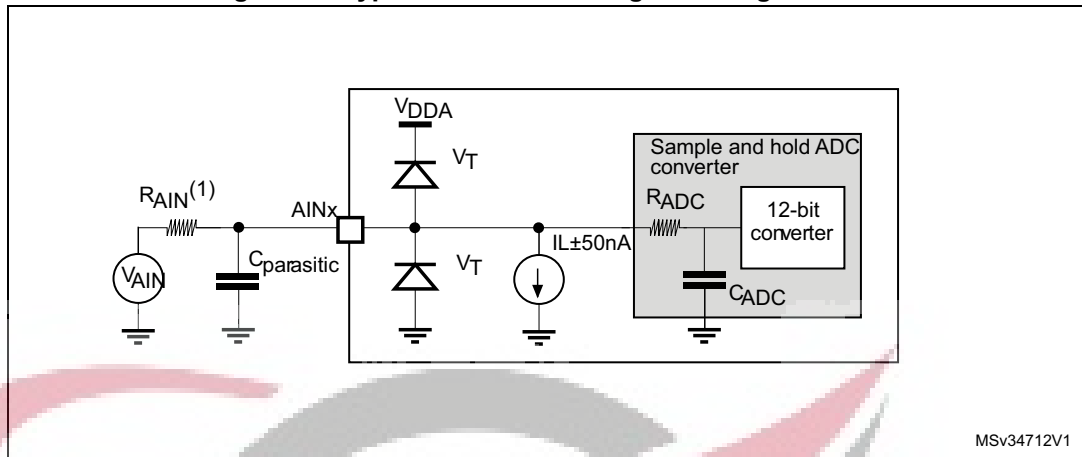 VDDA
VT
Sample and hold ADC
converter
RAIN(1)
AINx
RADC
12-bit
converter
IL±50nA
VT
Cparasitic
VAIN
CADC
MSv34712V1